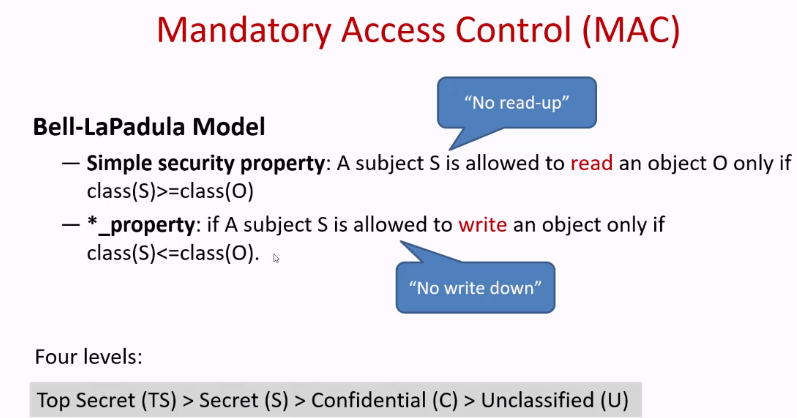 Mandatory Access Control (MAC)
“No read-up”
Bell-LaPadula Model
— Simple security property: A subject S is allowed to read an object O only if
class(S)>=class(O)
— *_property: if A subject S is allowed to write an object only if
class(S)<=class(O).
“No write down”
Four levels:
Top Secret (TS) > Secret (S) > Confidential (C) > Unclassified (U)